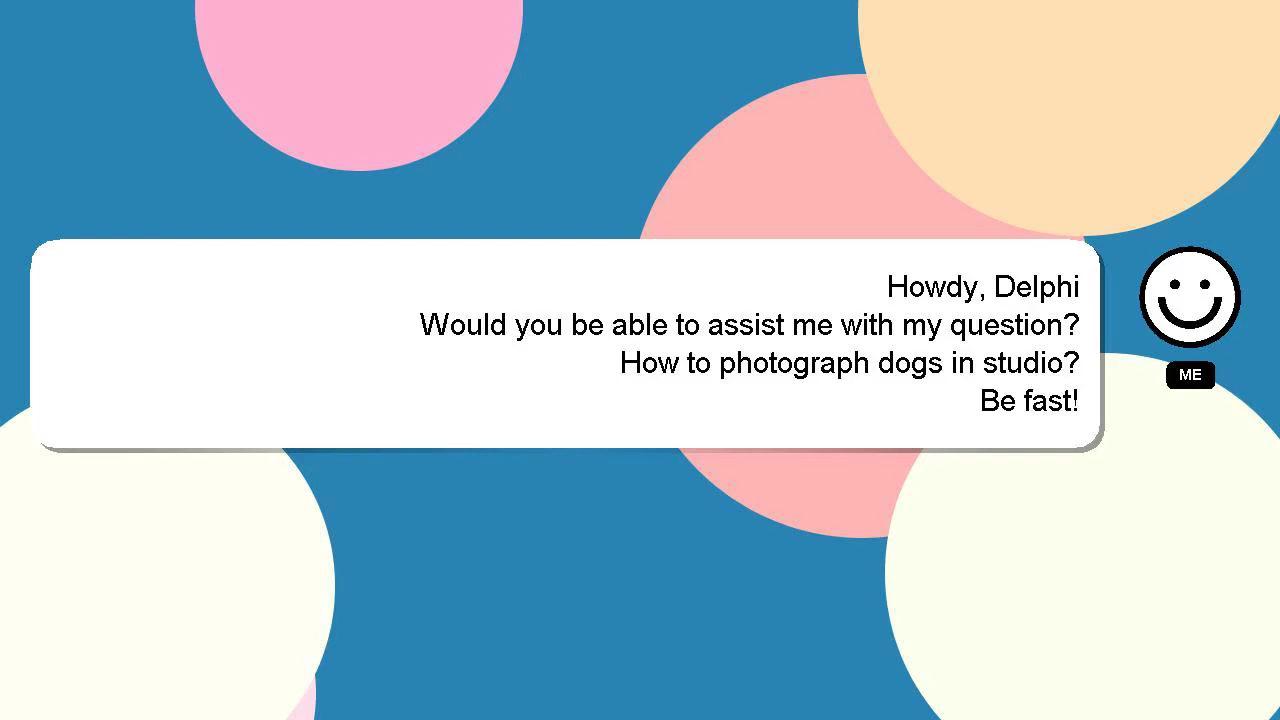 Howdy, Delphi
Would you be able to assist me with my question?
How to photograph dogs in studio?
Be fast!
ME